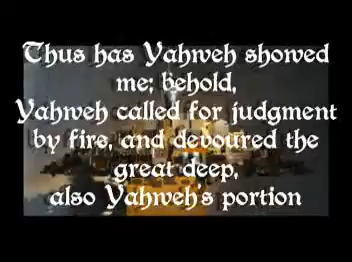 Thus has Yahweh showed
me; behold,
Yahweh called for judgment
by fire, and devoured the
great deep,
also Yahweh's portion